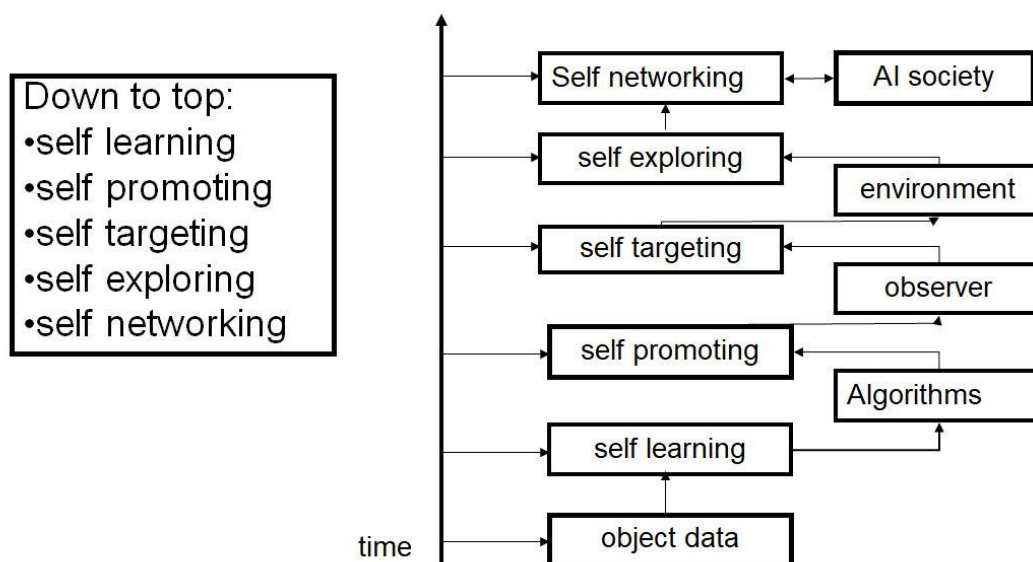 Down to top:
•self learning
•self promoting
•self targeting
•self exploring
•self networking
Self networking
AI society
self exploring
environment
self targeting
observer
self promoting
Algorithms
self learning
object data
time